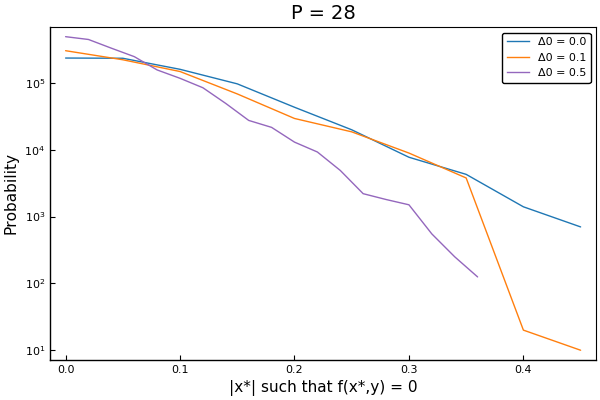 P = 28
Δ0 = 0.0
Δ0 = 0.1
Δ0 = 0.5
Probability
10⁵
10⁴
10³
10²
10¹
0.0 0.1 0.2 0.3 0.4
|x*| such that f(x*,y) = 0